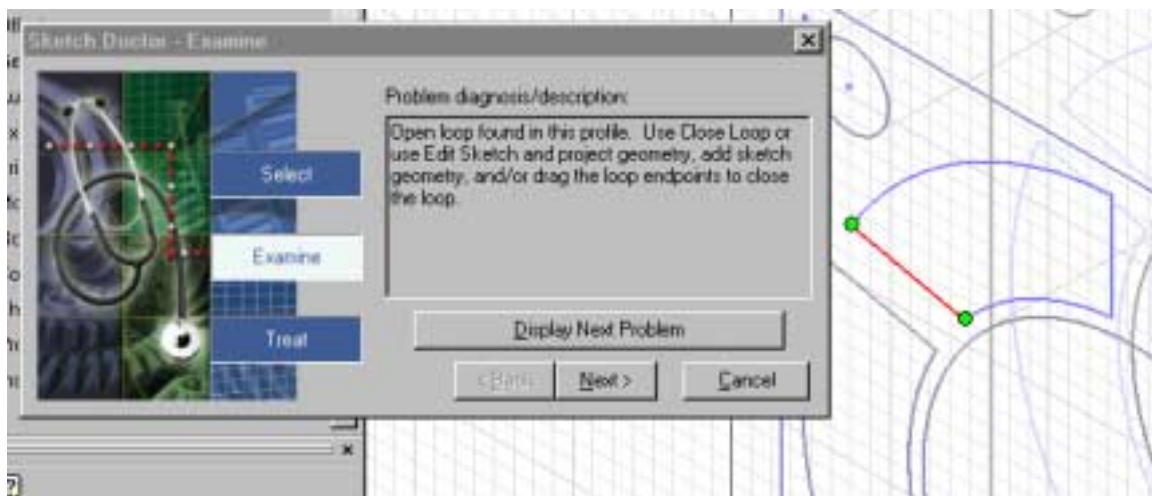 Sketch Doctor - Examine
Problem diagnosis/description:
Open loop found in this profile. Use Close Loop or
use Edit Sketch and project geometry, add sketch
geometry, and/or drag the loop endpoints to close
the loop.
Select
Examine
Treat
Display Next Problem
< Back
Next >
Cancel